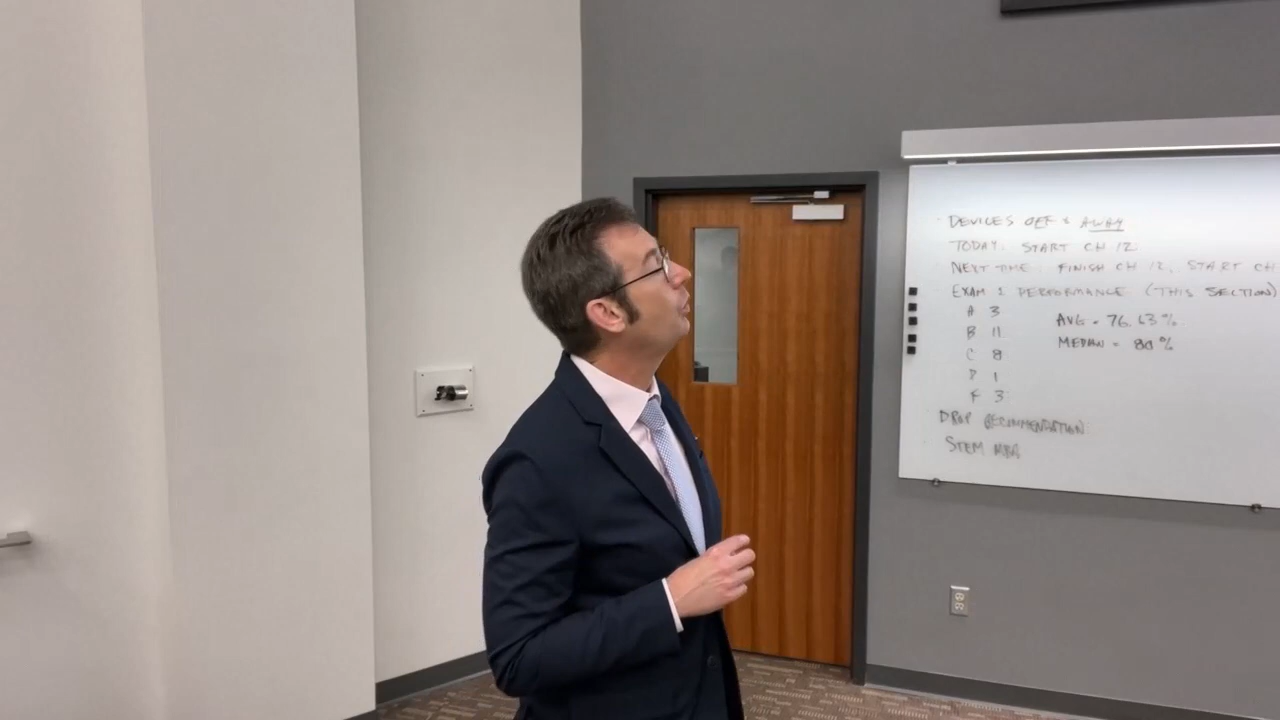 DEVICES OFF & AWAY
TODAY: START CH 12
NEXT TIME: FINISH CH 12, START CH
EXAM 1 PERFORMANCE (THIS SECTION)
A 3
AVG = 76.63%
B 11
MEDIAN = 80%
C 8
D 1
F 3
DROP RECOMMENDATION
STEM MBA